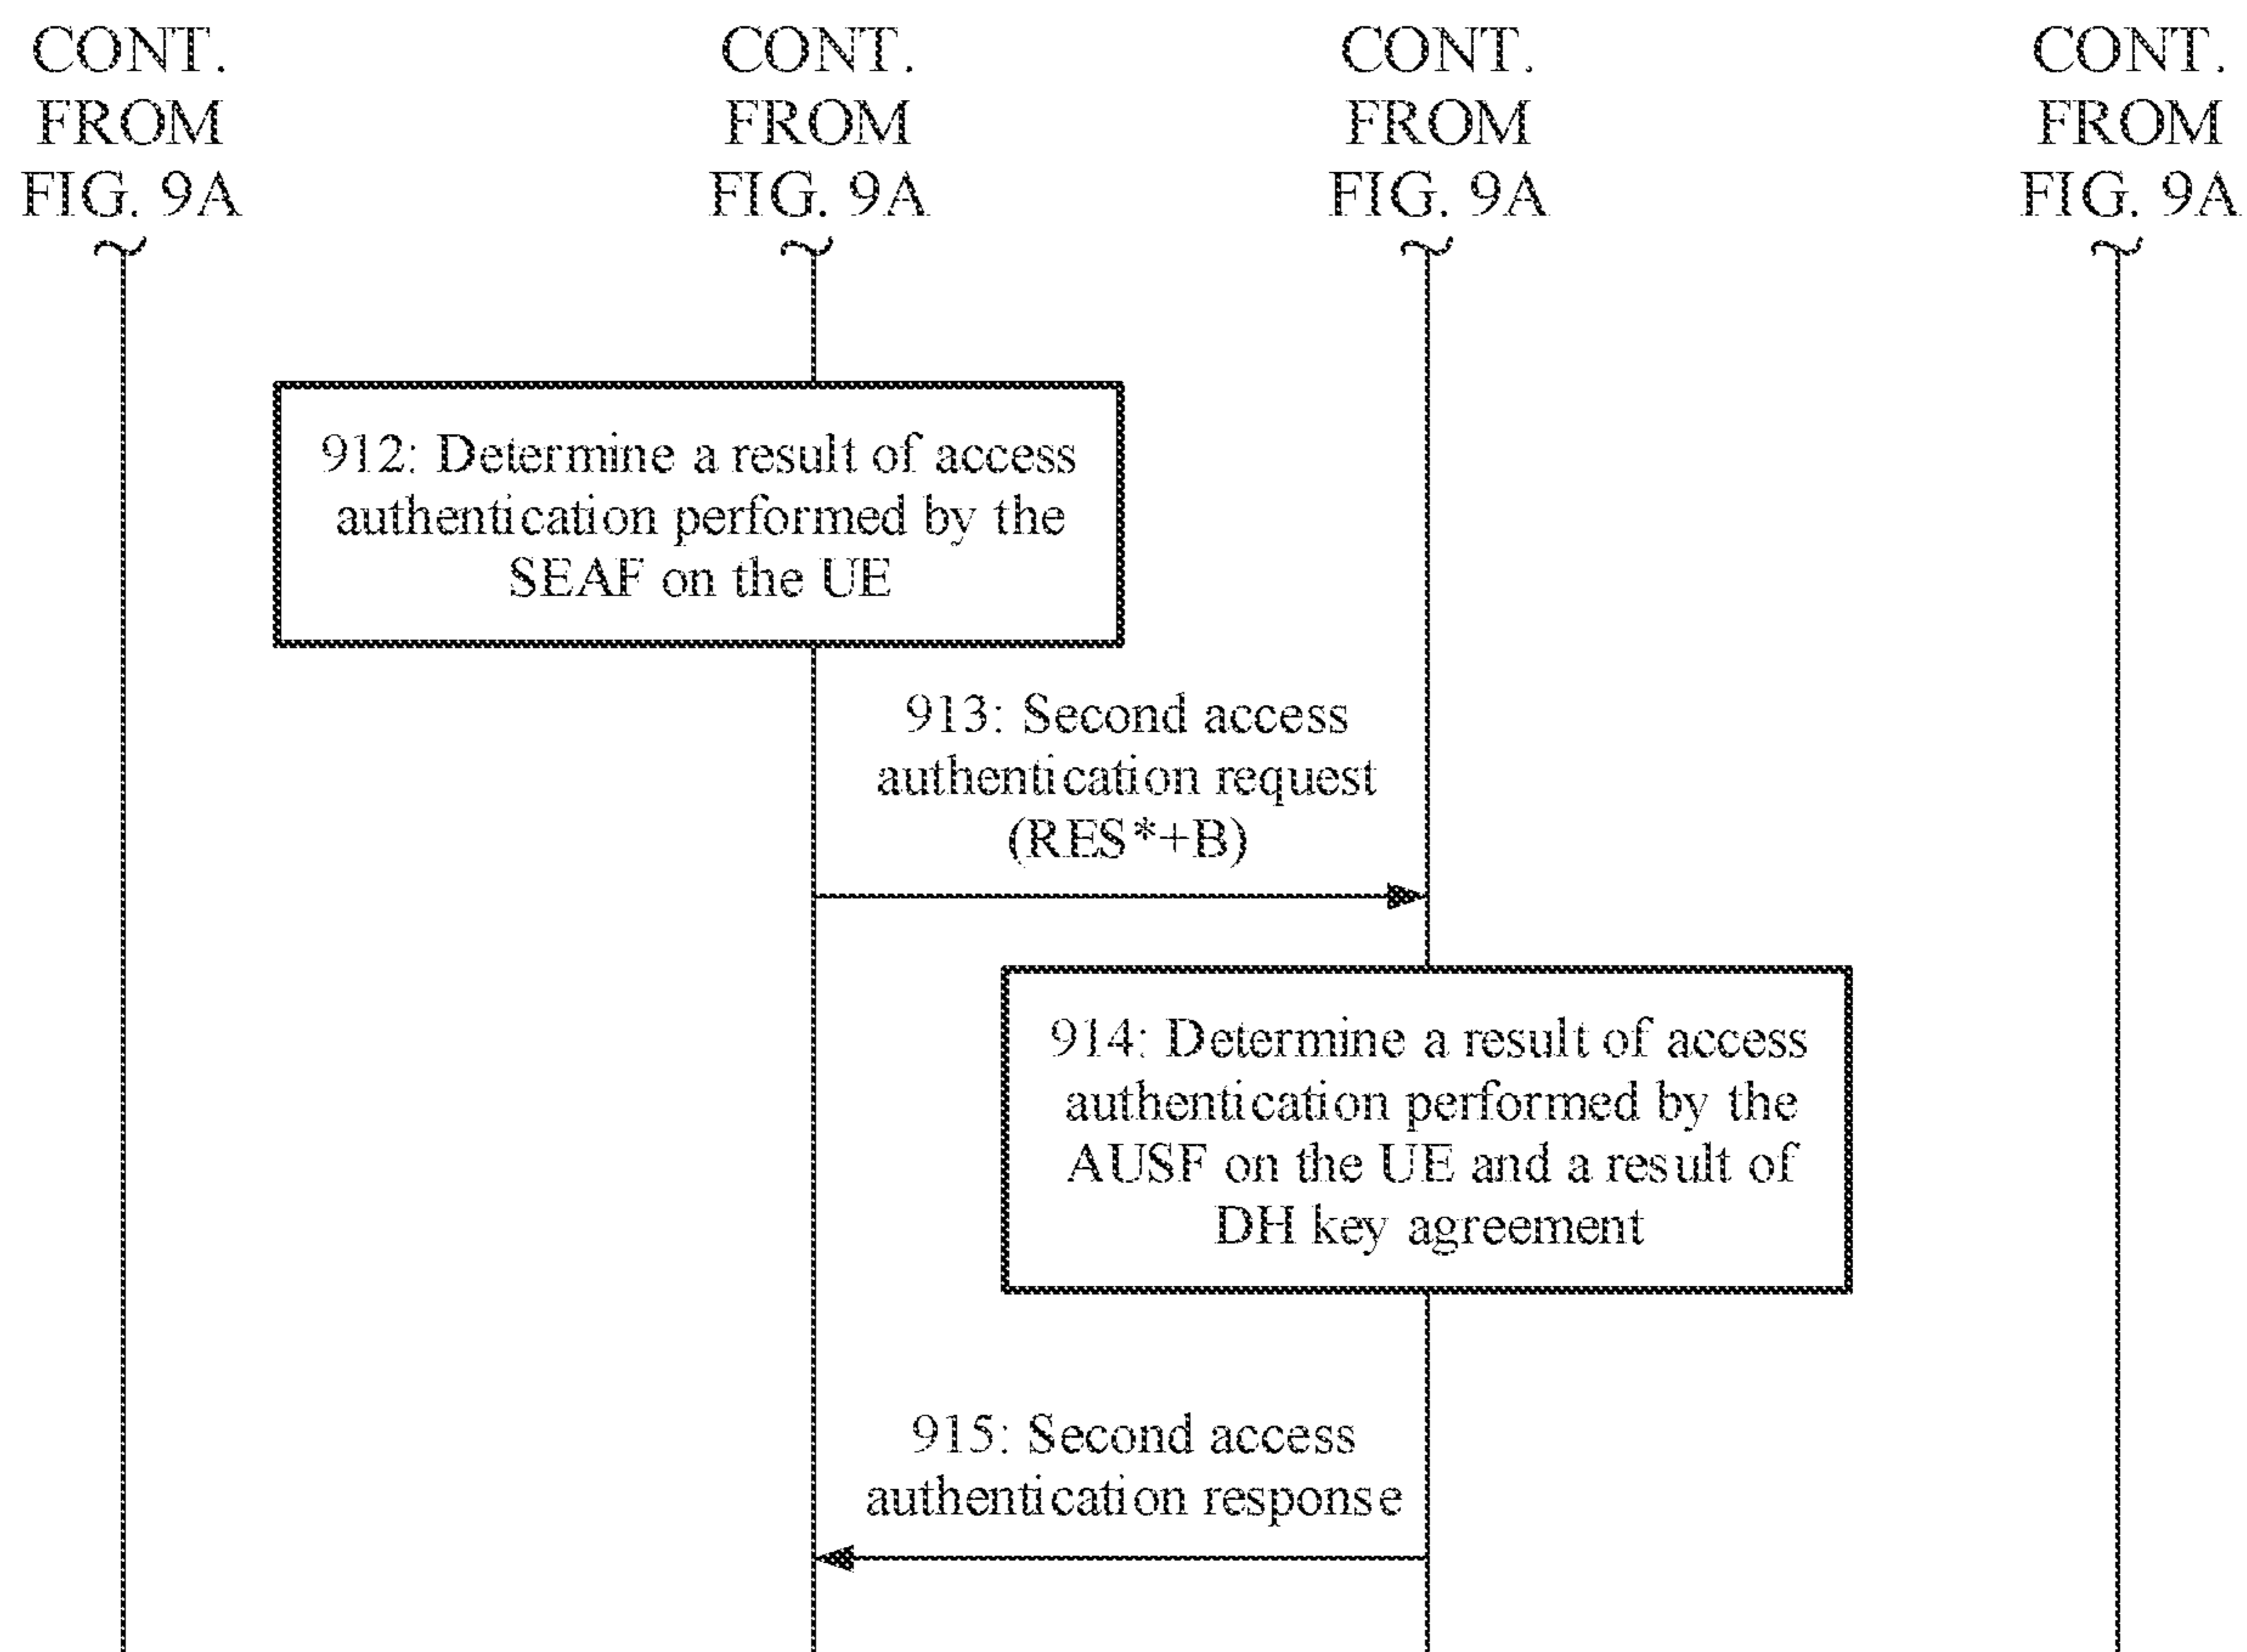 CONT.
FROM
FIG. 9A
CONT.
FROM
FIG. 9A
CONT.
FROM
FIG. 9A
CONT.
FROM
FIG. 9A
912: Determine a result of access
authentication performed by the
SEAF on the UE
913: Second access
authentication request
(RES*+B)
914: Determine a result of access
authentication performed by the
AUSF on the UE and a result of
DH key agreement
915: Second access
authentication response